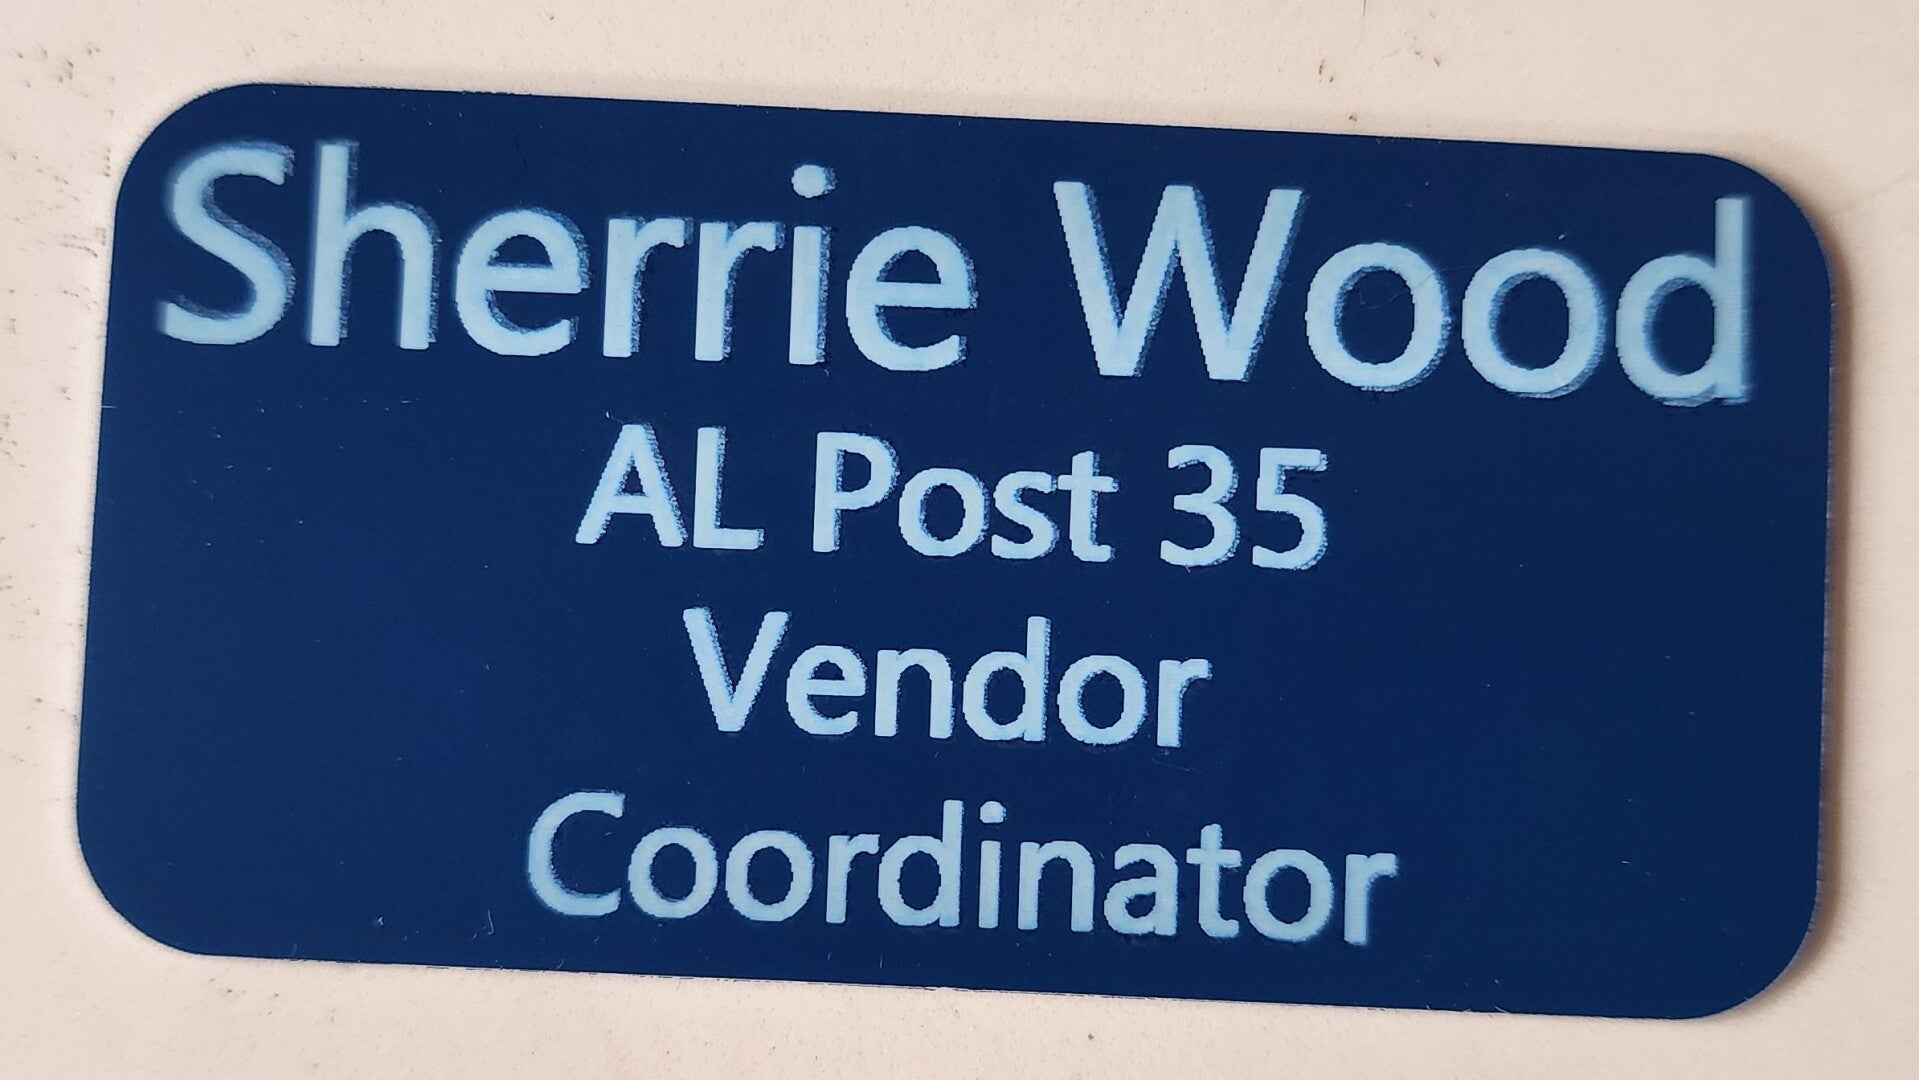 Sherrie Wood
AL Post 35
Vendor
Coordinator